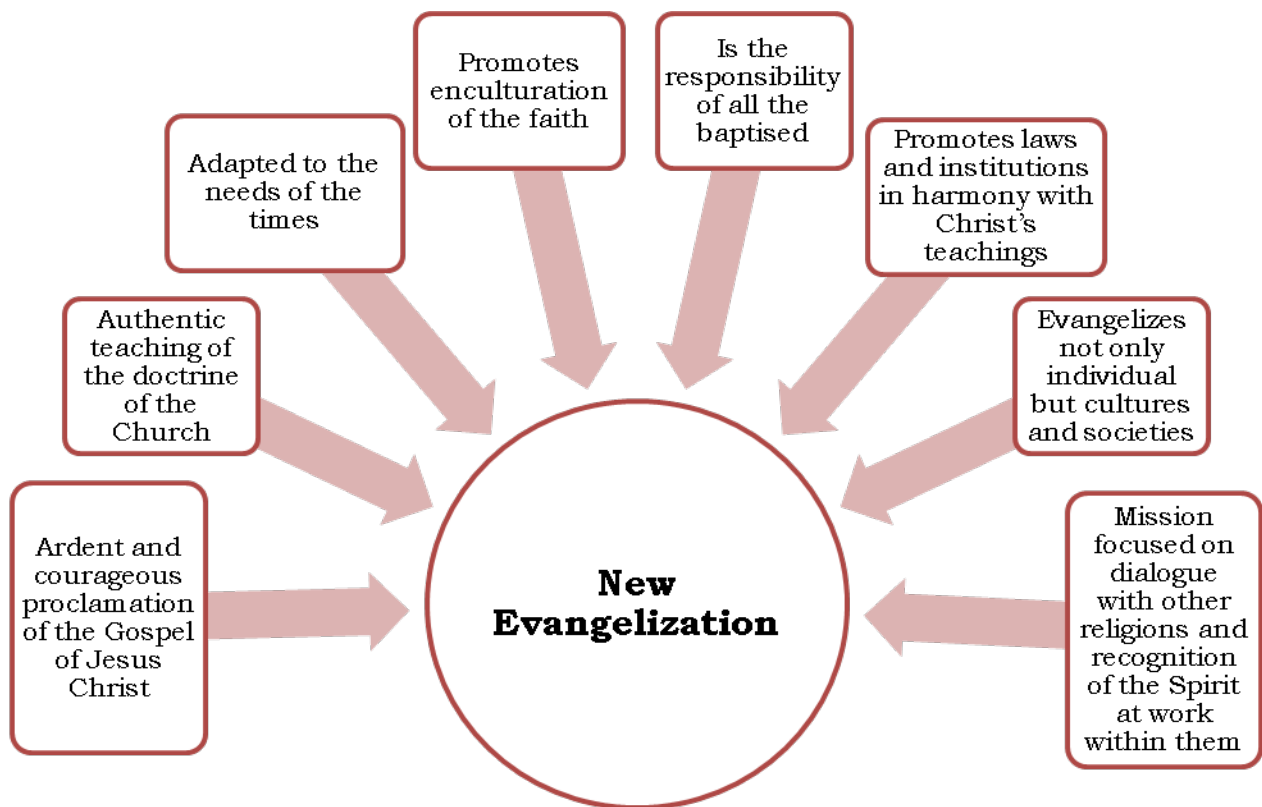 Ardent and
courageous
proclamation
of the Gospel
of Jesus
Christ
Authentic
teaching of
the doctrine
of the
Church
Adapted to the
needs of the
times
Promotes
enculturation
of the faith
Is the
responsibility
of all the
baptised
Promotes laws
and institutions
in harmony with
Christ’s
teachings
Evangelizes
not only
individual
but cultures
and societies
Mission
focused on
dialogue
with other
religions and
recognition
of the Spirit
at work
within them
New
Evangelization